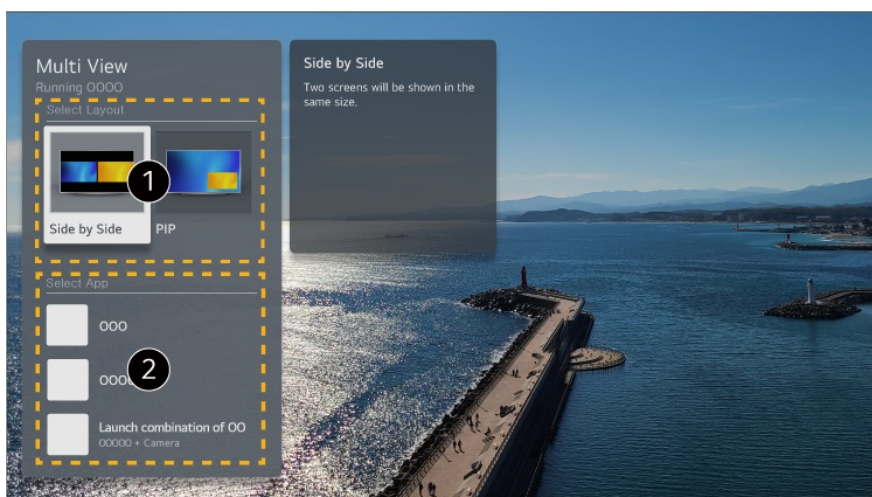 Multi View
Running OOOO
Select Layout
1
Side by Side
PIP
Select App
OOO
OOOO
2
Launch combination of OO
OOOOO + Camera
Side by Side
Two screens will be shown in the
same size.